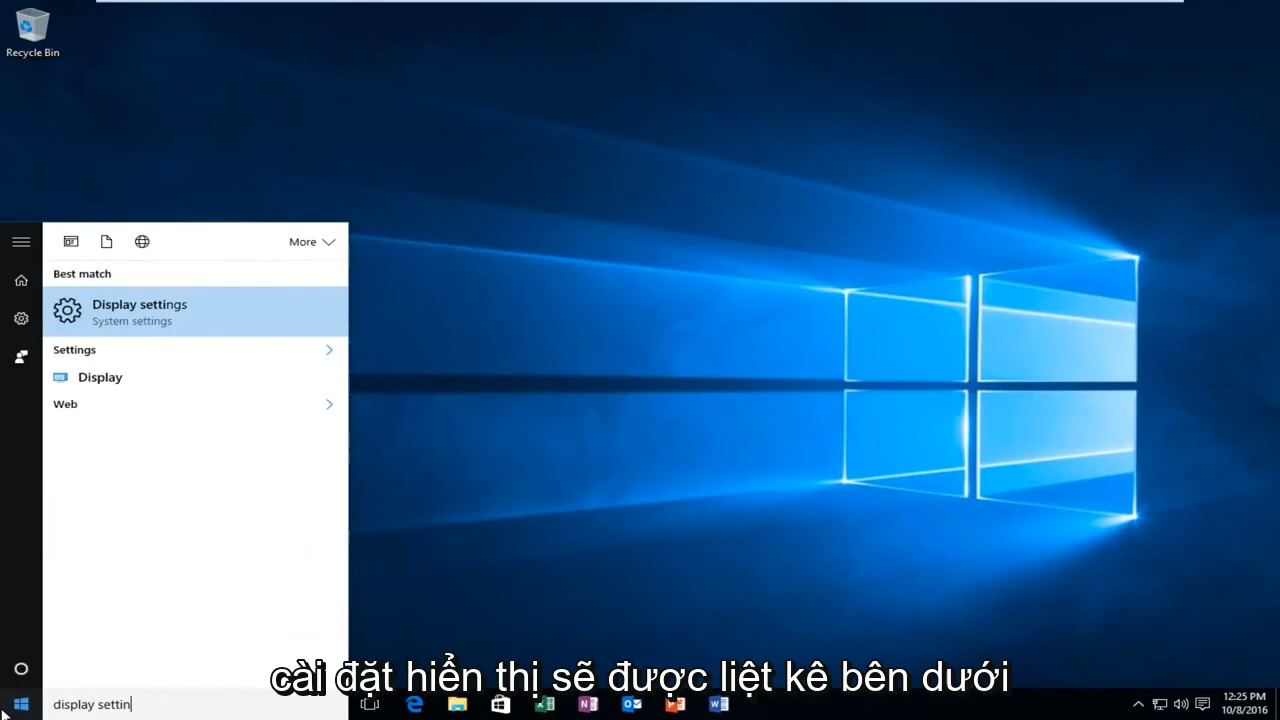 Recycle Bin
More
Best match
Display settings
System settings
Settings
Display
Web
cài đặt hiển thị sẽ được liệt kê bên dưới
display settin
12:25 PM
10/8/2016